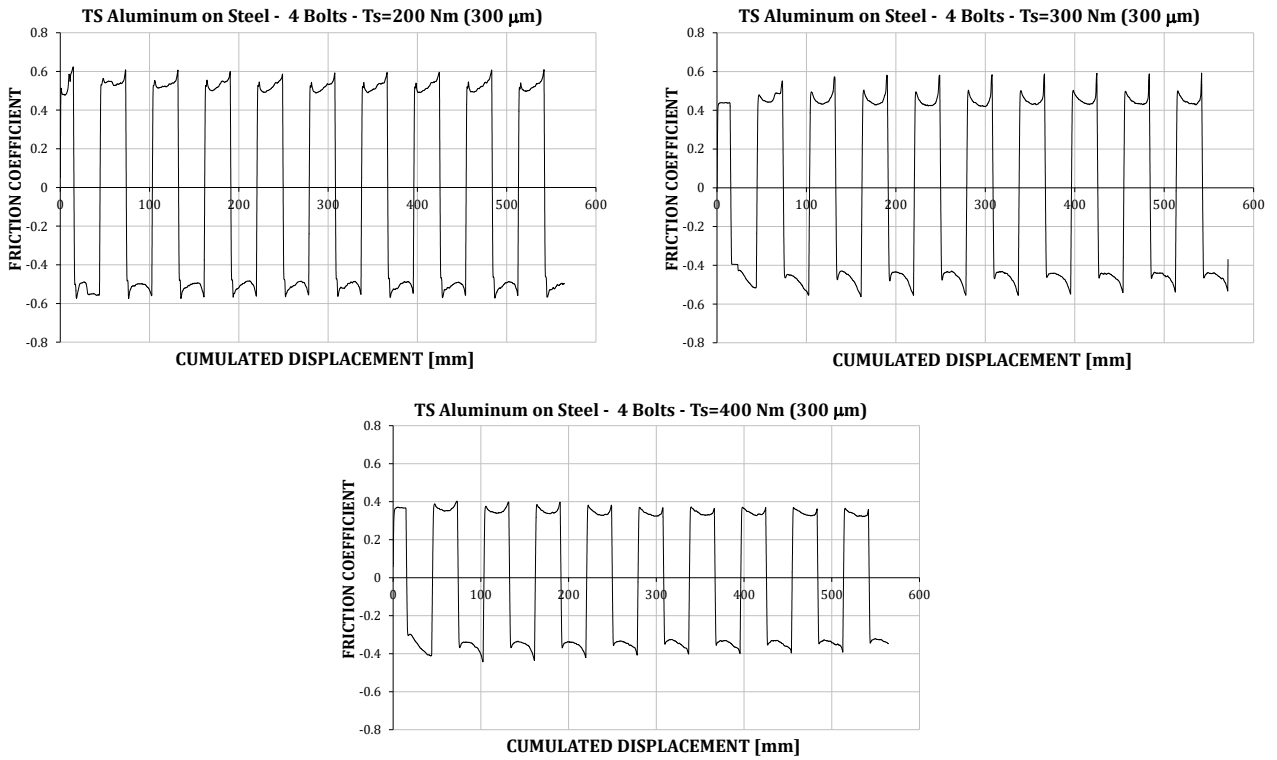 TS Aluminum on Steel -  4 Bolts - Ts=200 Nm (300 μm)
FRICTION COEFFICIENT
0.8
0.6
0.4
0.2
0
-0.2
-0.4
-0.6
-0.8
0 100 200 300 400 500 600
CUMULATED DISPLACEMENT [mm]
TS Aluminum on Steel -  4 Bolts - Ts=300 Nm (300 μm)
FRICTION COEFFICIENT
0.8
0.6
0.4
0.2
0
-0.2
-0.4
-0.6
-0.8
0 100 200 300 400 500 600
CUMULATED DISPLACEMENT [mm]
TS Aluminum on Steel -  4 Bolts - Ts=400 Nm (300 μm)
FRICTION COEFFICIENT
0.8
0.6
0.4
0.2
0
-0.2
-0.4
-0.6
-0.8
0 100 200 300 400 500 600
CUMULATED DISPLACEMENT [mm]